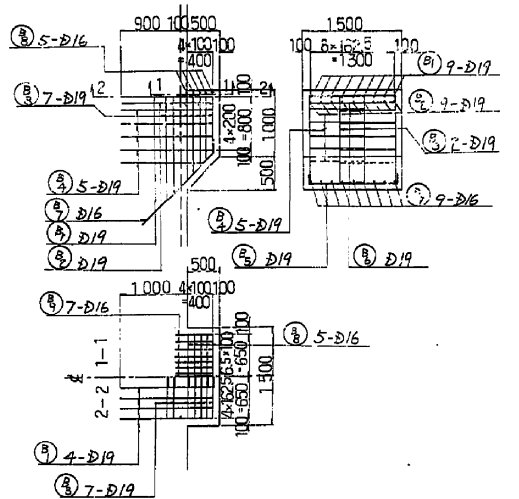 900 100 500
4×100 100
=400
B8 5-D16
2 1 1 2
B3 7-D19
4×200
=800
100
1.000
500
B4 5-D19
B7 D16
B1 D19
B2 D19
1.500
100 8×162.5 100
=1300
B1 9-D19
B2 9-D19
B3 2-D19
B7 9-D16
B4 5-D19
B5 D19
B6 D19
500
1 000 4×100 100
=400
B9 7-D16
B8 5-D16
1-1
2-2
100
6.5×100
=650
4×162.5
=650
100
1.500
B1 4-D19
B3 7-D19